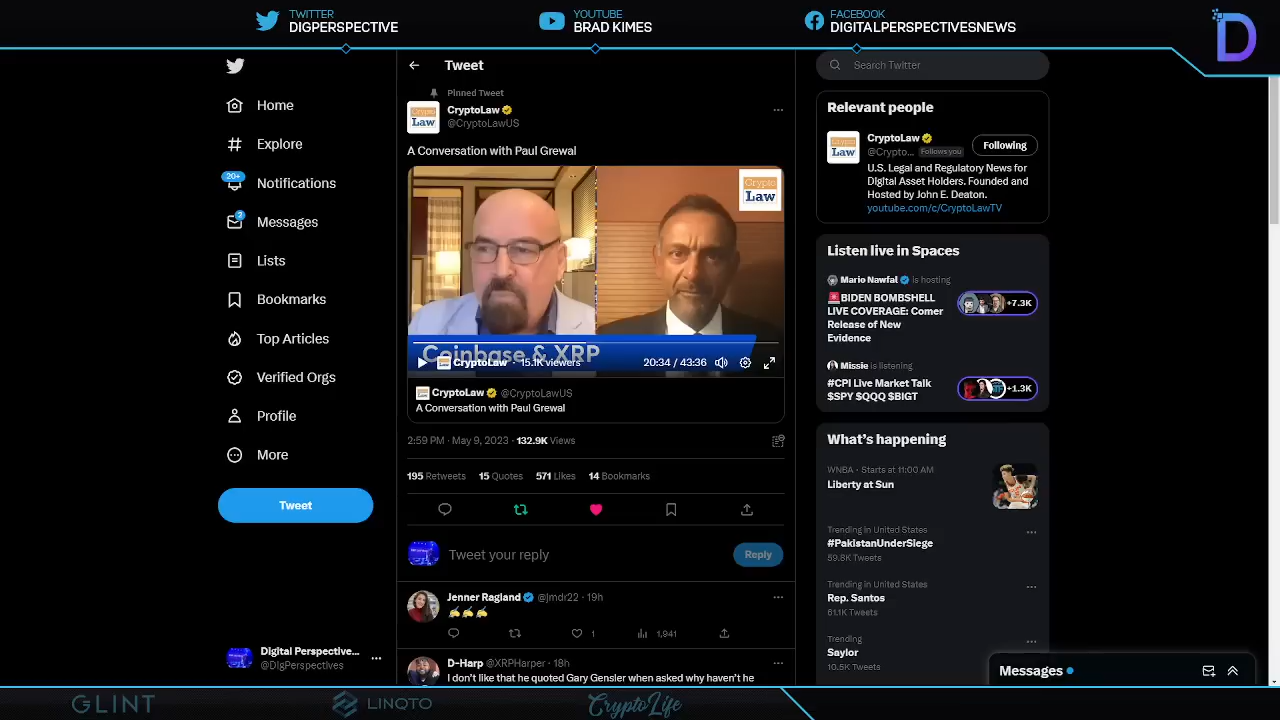 TWITTER
DIGPERSPECTIVE
YOUTUBE
BRAD KIMES
FACEBOOK
DIGITALPERSPECTIVESNEWS
D
Home
Explore
20+
Notifications
2
Messages
Lists
Bookmarks
Top Articles
Verified Orgs
Profile
More
Tweet
Digital Perspective...
@DIgPerspectives
Tweet
Pinned Tweet
CryptoLaw
@CryptoLawUS
A Conversation with Paul Grewal
Crypto
Law
Crypto
Law
Coinbase & XRP
CryptoLaw · 15.1K viewers
20:34 / 43:36
CryptoLaw @CryptoLawUS
A Conversation with Paul Grewal
2:59 PM · May 9, 2023 · 132.9K Views
195 Retweets 15 Quotes 571 Likes 14 Bookmarks
Tweet your reply
Reply
Jenner Ragland @jmdr22 · 19h
✍✍✍
1
1,941
D-Harp @XRPHarper · 18h
I don't like that he quoted Gary Gensler when asked why haven't he
Search Twitter
Relevant people
Crypto
Law
CryptoLaw
@Crypto... Follows you
Following
U.S. Legal and Regulatory News for
Digital Asset Holders. Founded and
Hosted by John E. Deaton.
youtube.com/c/CryptoLawTV
Listen live in Spaces
Mario Nawfal is hosting
🚨BIDEN BOMBSHELL
LIVE COVERAGE: Comer
Release of New
Evidence
+7.3K
Missie is listening
#CPI Live Market Talk
$SPY $QQQ $BIGT
+1.3K
What's happening
WNBA · Starts at 11:00 AM
Liberty at Sun
Trending in United States
#PakistanUnderSiege
59.8K Tweets
Trending in United States
Rep. Santos
61.1K Tweets
Trending
Saylor
10.5K Tweets
Messages
GLINT
LINQTO
CryptoLife